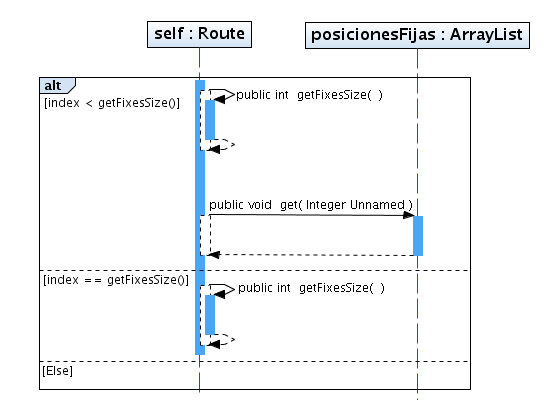 self : Route
posicionesFijas : ArrayList
alt
[index < getFixesSize()]
public int getFixesSize( )
public void get( Integer Unnamed )
[index == getFixesSize()]
public int getFixesSize( )
[Else]